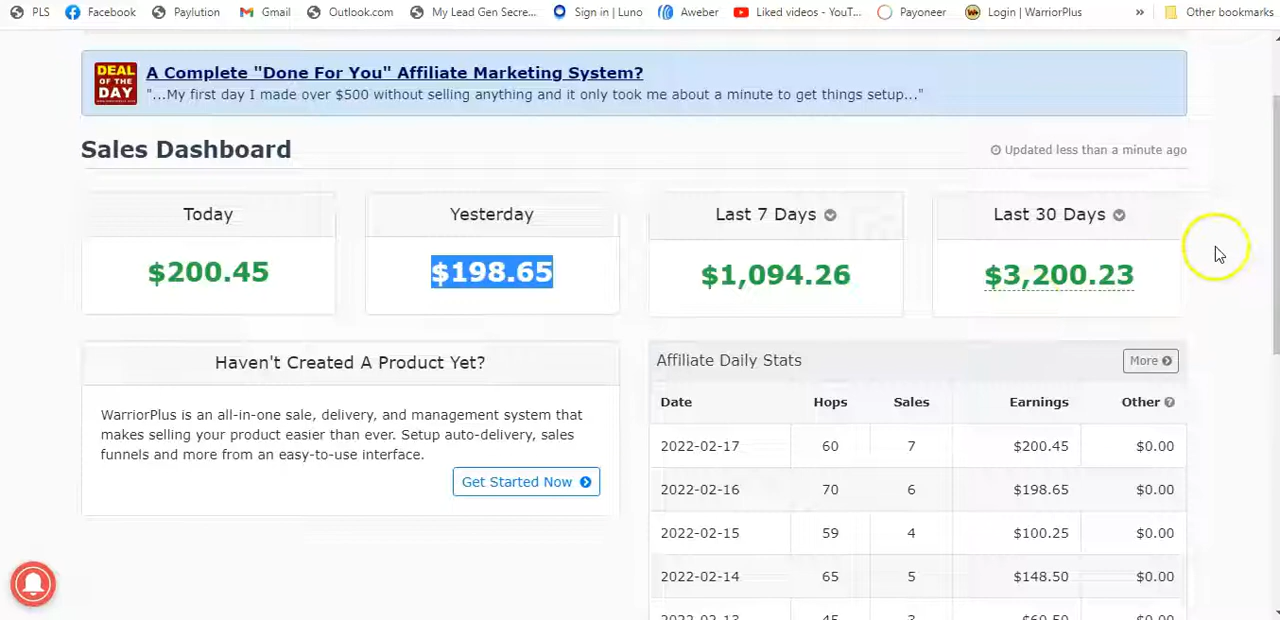 PLS Facebook Paylution Gmail Outlook.com My Lead Gen Secre... Sign in | Luno Aweber Liked videos - YouT... Payoneer Login | WarriorPlus » Other bookmarks
DEAL OF THE DAY
A Complete "Done For You" Affiliate Marketing System?
"...My first day I made over $500 without selling anything and it only took me about a minute to get things setup..."
Sales Dashboard
Updated less than a minute ago
Today Yesterday Last 7 Days Last 30 Days
$200.45 $198.65 $1,094.26 $3,200.23
Haven't Created A Product Yet?
WarriorPlus is an all-in-one sale, delivery, and management system that
makes selling your product easier than ever. Setup auto-delivery, sales
funnels and more from an easy-to-use interface.
Get Started Now
Affiliate Daily Stats More
Date Hops Sales Earnings Other
2022-02-17 60 7 $200.45 $0.00
2022-02-16 70 6 $198.65 $0.00
2022-02-15 59 4 $100.25 $0.00
2022-02-14 65 5 $148.50 $0.00